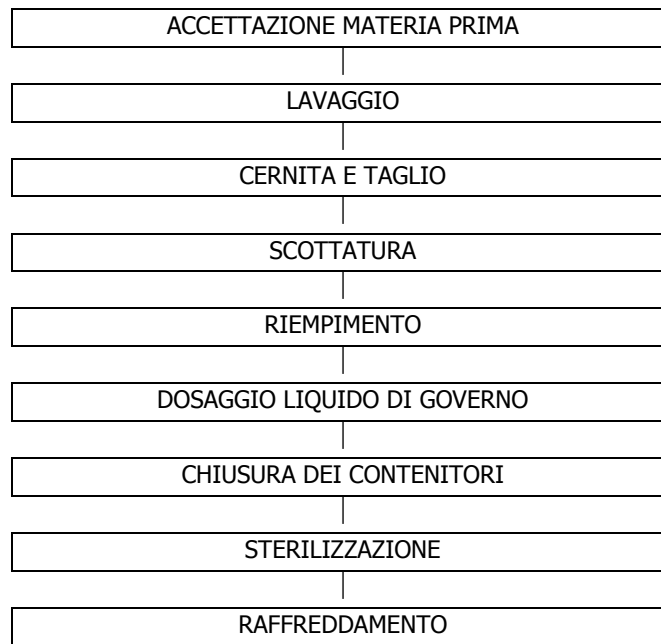 ACCETTAZIONE MATERIA PRIMA
LAVAGGIO
CERNITA E TAGLIO
SCOTTATURA
RIEMPIMENTO
DOSAGGIO LIQUIDO DI GOVERNO
CHIUSURA DEI CONTENITORI
STERILIZZAZIONE
RAFFREDDAMENTO